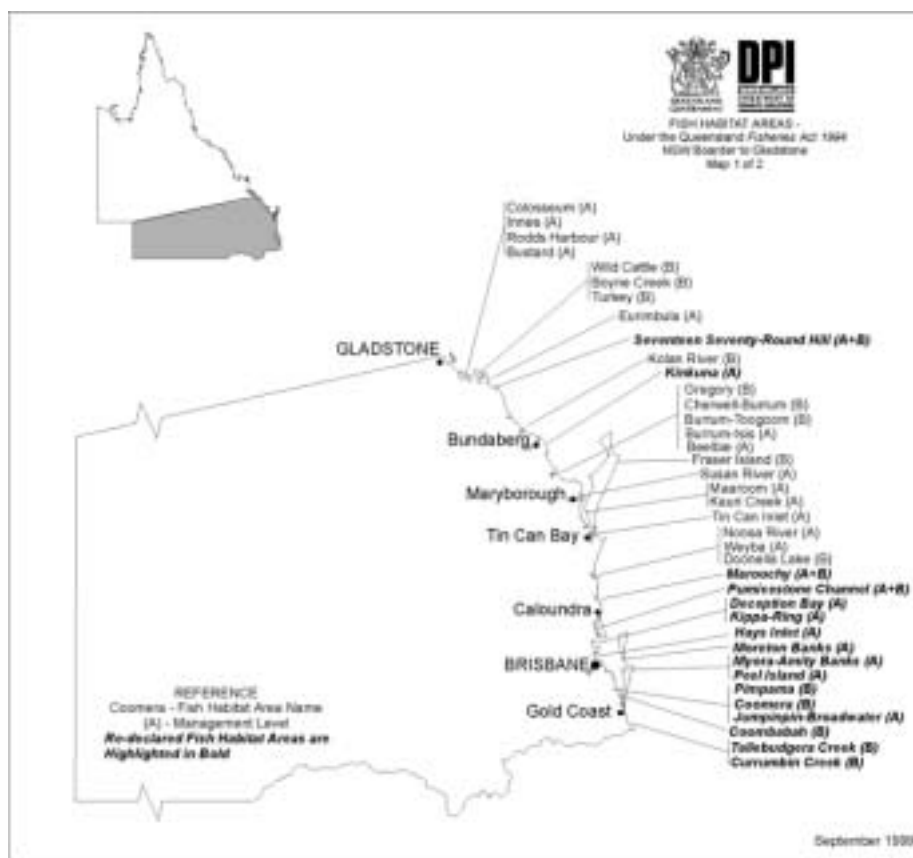 QUEENSLAND
GOVERNMENT
DPI
FISH HABITAT AREAS -
Under the Queensland Fisheries Act 1994
NSW Boarder to Gladstone
Map 1 of 2
Colosseum (A)
Innes (A)
Rodds Harbour (A)
Bustard (A)
Wild Cattle (B)
Boyne Creek (B)
Turkey (B)
Eurimbula (A)
Seventeen Seventy-Round Hill (A+B)
GLADSTONE
Kolan River (B)
Kinkuna (A)
Gregory (B)
Cherwell-Burrum (B)
Burrum-Toogoom (B)
Burrum-Isis (A)
Beelbie (A)
Bundaberg
Fraser Island (B)
Susan River (A)
Maaroom (A)
Kauri Creek (A)
Maryborough
Tin Can Inlet (A)
Tin Can Bay
Noosa River (A)
Weyba (A)
Doonella Lake (B)
Maroochy (A+B)
Pumicestone Channel (A+B)
Deception Bay (A)
Kippa-Ring (A)
Caloundra
Hays Inlet (A)
Moreton Banks (A)
BRISBANE
Myora-Amity Banks (A)
Peel Island (A)
Pimpama (B)
Coomera (B)
Jumpinpin-Broadwater (A)
Gold Coast
Coombabah (B)
Tallebudgera Creek (B)
Currumbin Creek (B)
REFERENCE
Coomera - Fish Habitat Area Name
(A) - Management Level
Re-declared Fish Habitat Areas are
Highlighted in Bold
September 1999